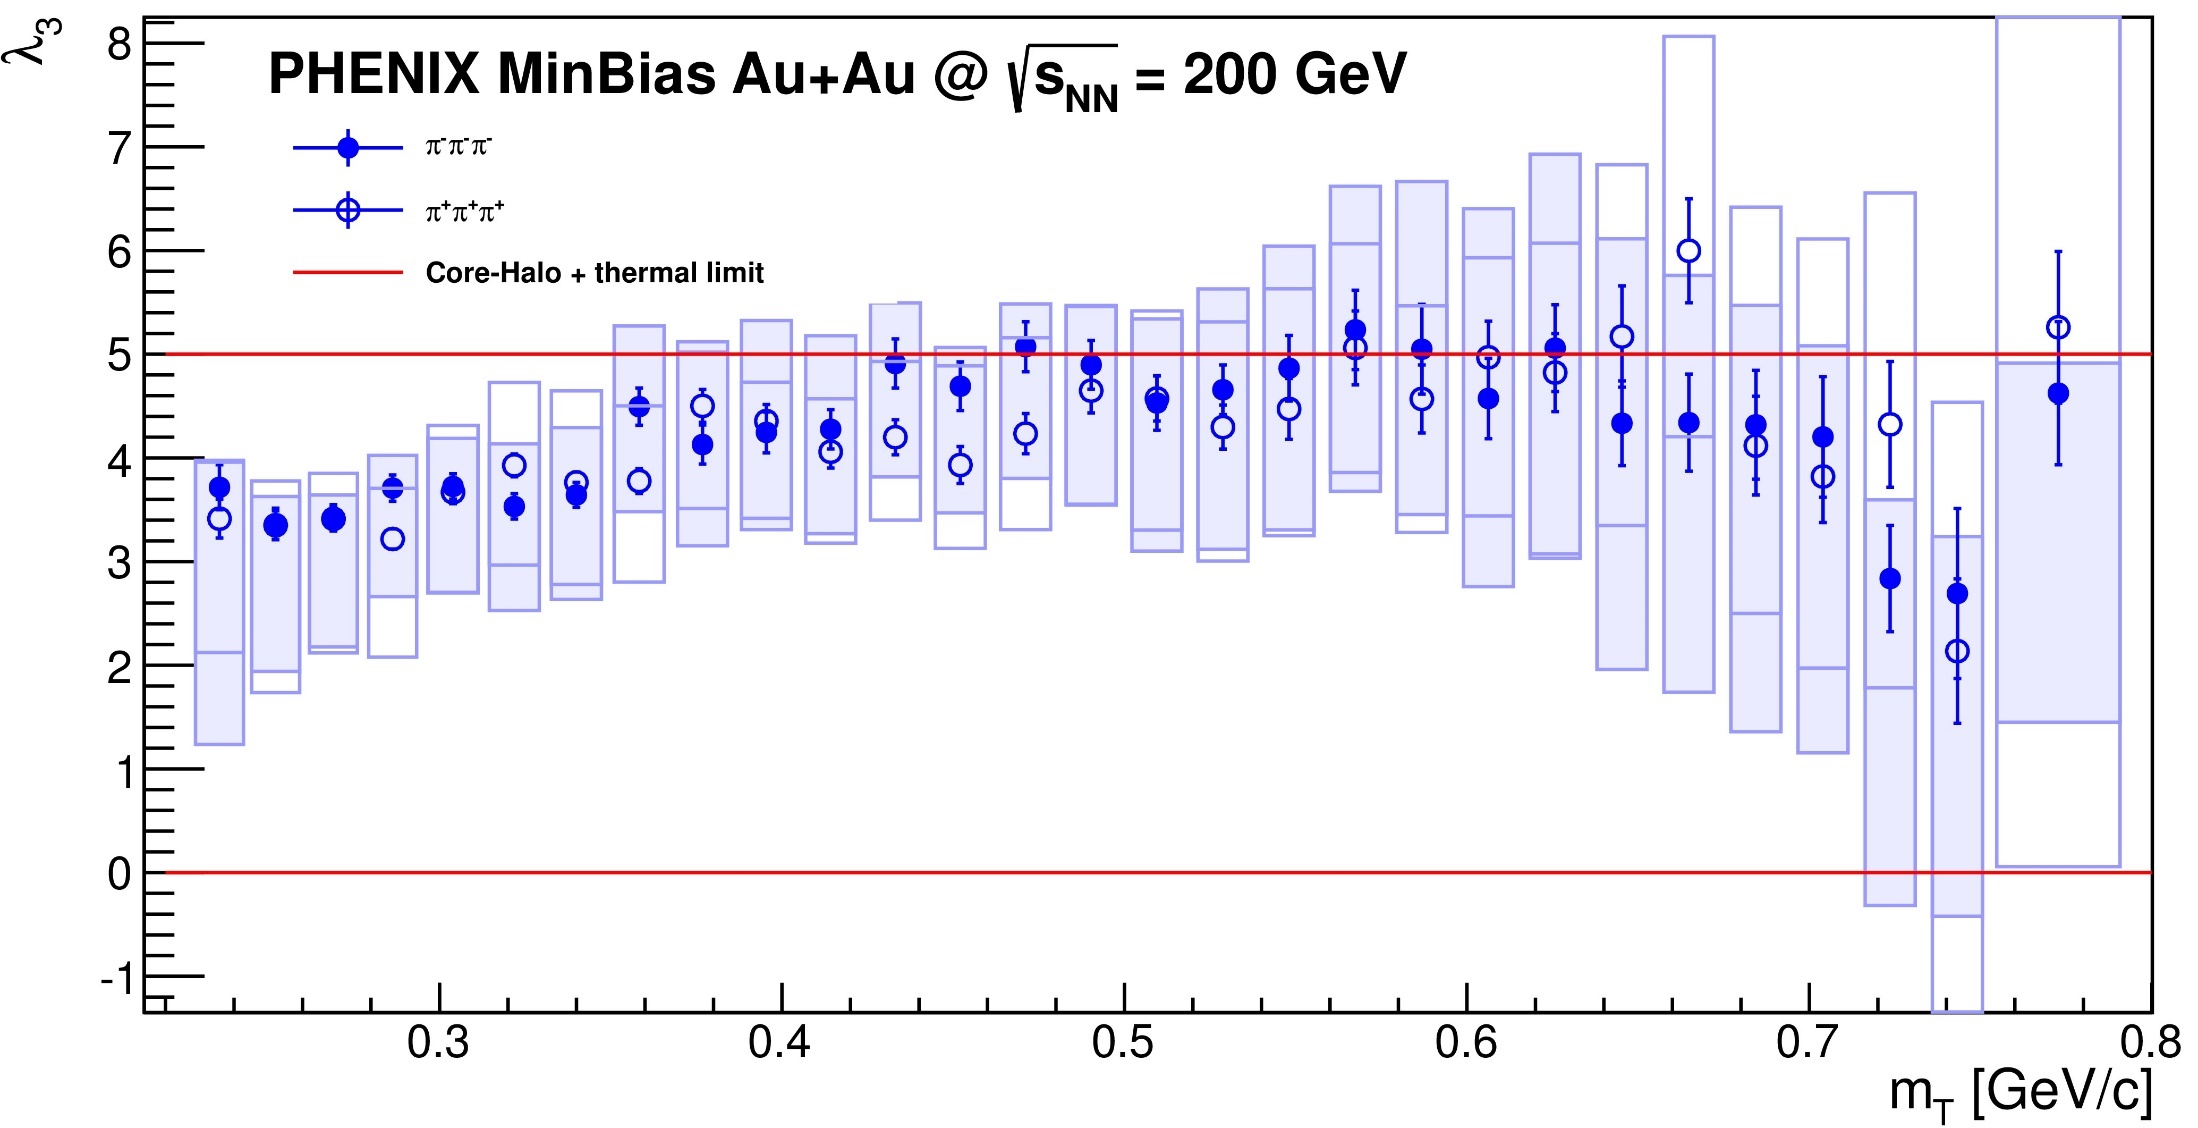 λ3
PHENIX MinBias Au+Au @ √sNN = 200 GeV
π-π-π-
π+π+π+
Core-Halo + thermal limit
8
7
6
5
4
3
2
1
0
-1
0.3 0.4 0.5 0.6 0.7 0.8
mT [GeV/c]